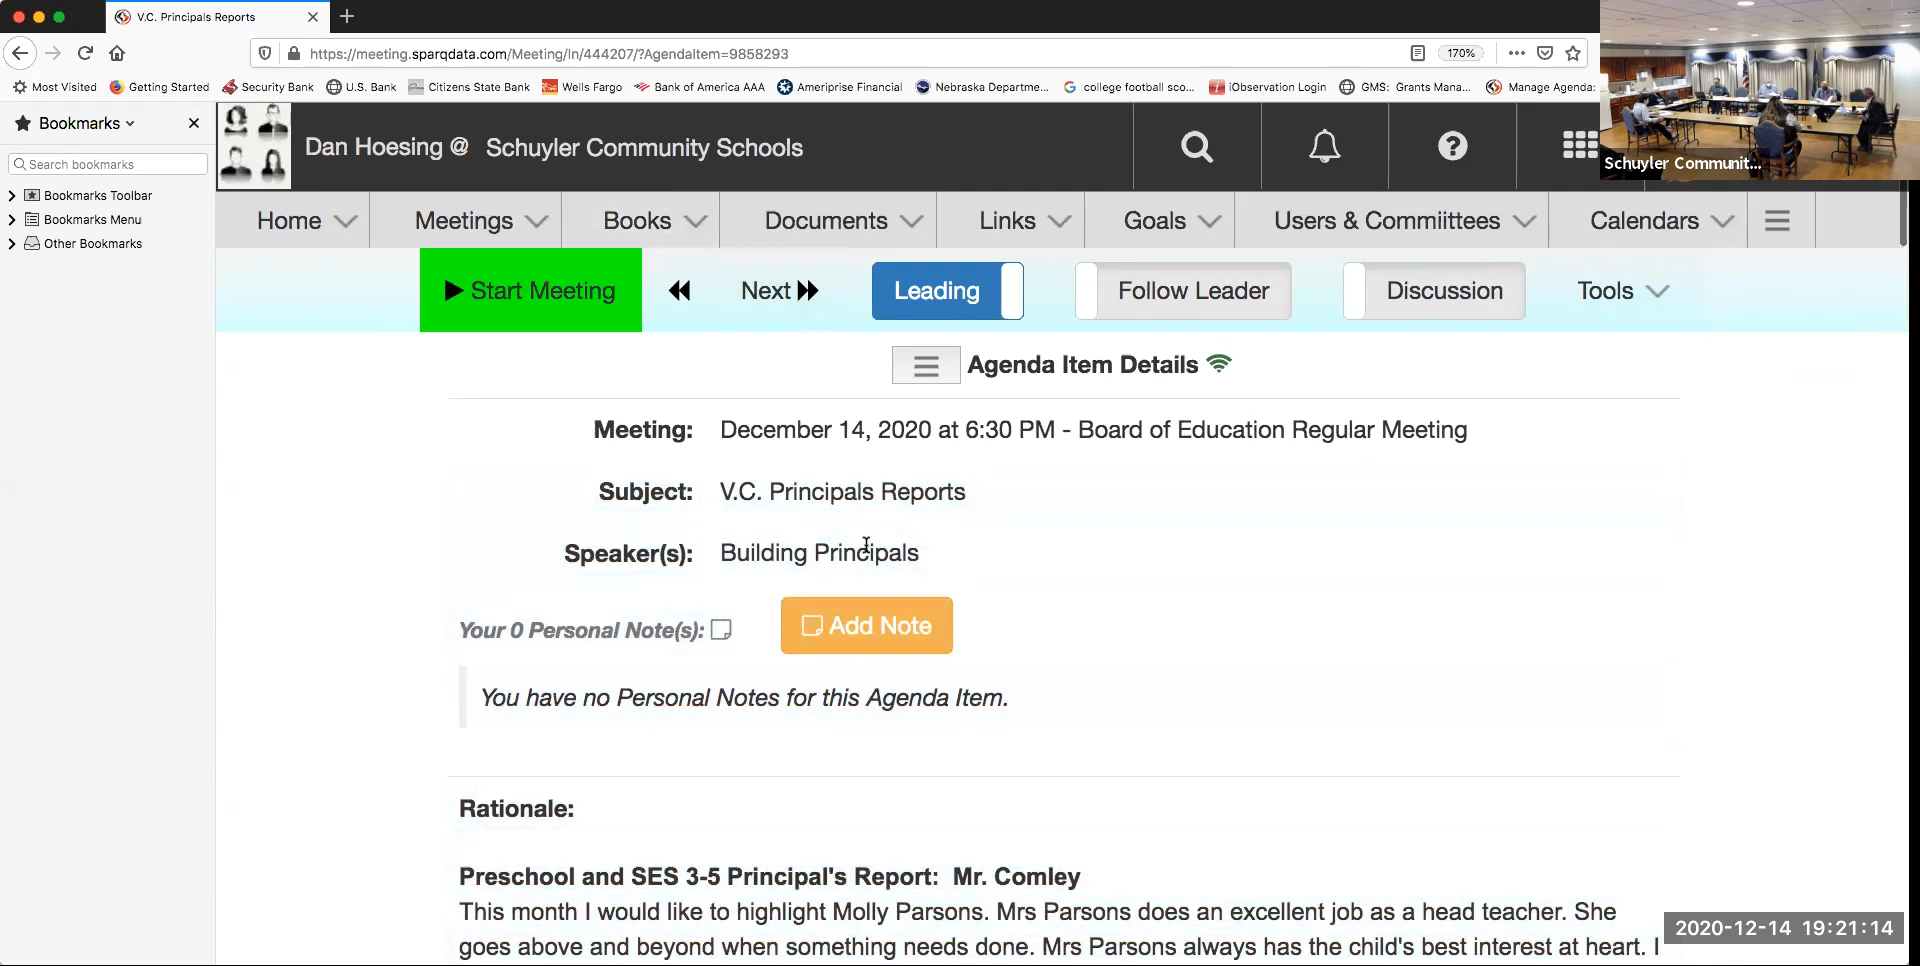 V.C. Principals Reports
https://meeting.sparqdata.com/Meeting/In/444207/?AgendaItem=9858293
170%
Most Visited
Getting Started
Security Bank
U.S. Bank
Citizens State Bank
Wells Fargo
Bank of America AAA
Ameriprise Financial
Nebraska Departme...
college football sco...
iObservation Login
GMS: Grants Mana...
Manage Agenda:
Bookmarks
Search bookmarks
Bookmarks Toolbar
Bookmarks Menu
Other Bookmarks
Dan Hoesing @ Schuyler Community Schools
Schuyler Communit...
Home Meetings Books Documents Links Goals Users & Commiittees Calendars
Start Meeting Next Leading Follow Leader Discussion Tools
Agenda Item Details
Meeting: December 14, 2020 at 6:30 PM - Board of Education Regular Meeting
Subject: V.C. Principals Reports
Speaker(s): Building Principals
Your 0 Personal Note(s): Add Note
You have no Personal Notes for this Agenda Item.
Rationale:
Preschool and SES 3-5 Principal's Report: Mr. Comley
This month I would like to highlight Molly Parsons. Mrs Parsons does an excellent job as a head teacher. She
goes above and beyond when something needs done. Mrs Parsons always has the child's best interest at heart. I
2020-12-14 19:21:14